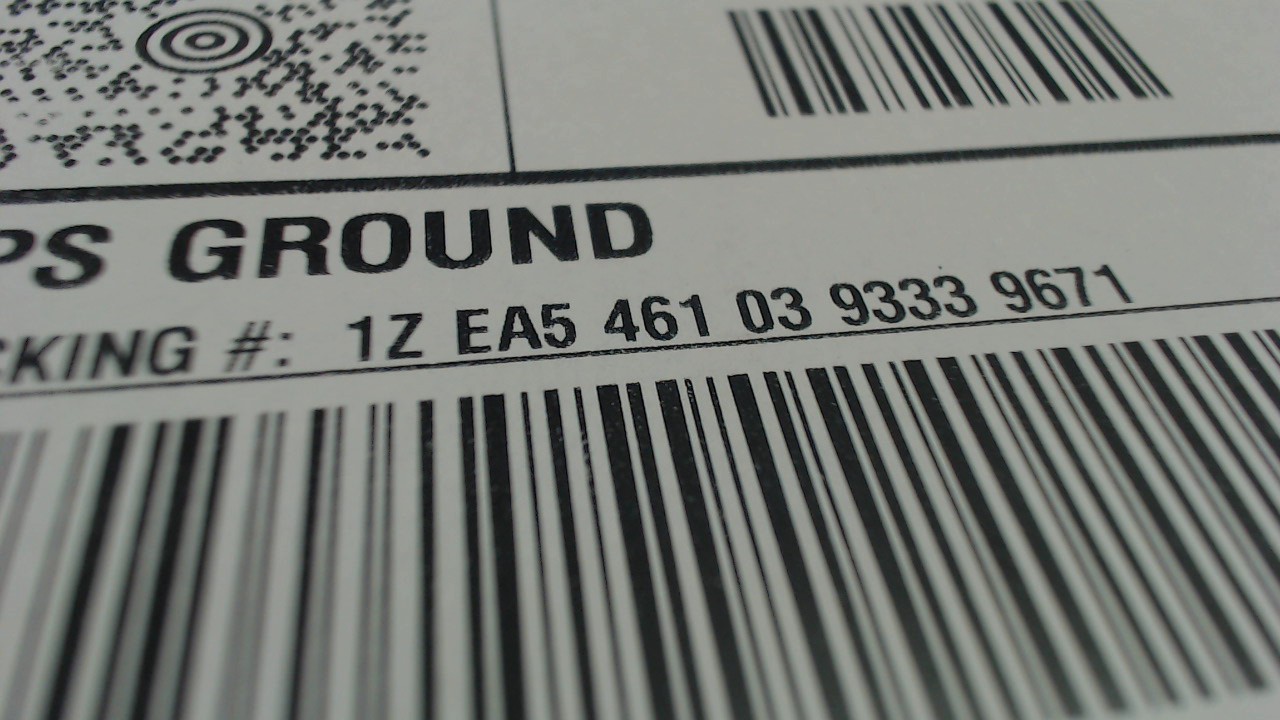 PS GROUND
CKING #: 1Z EA5 461 03 9333 9671